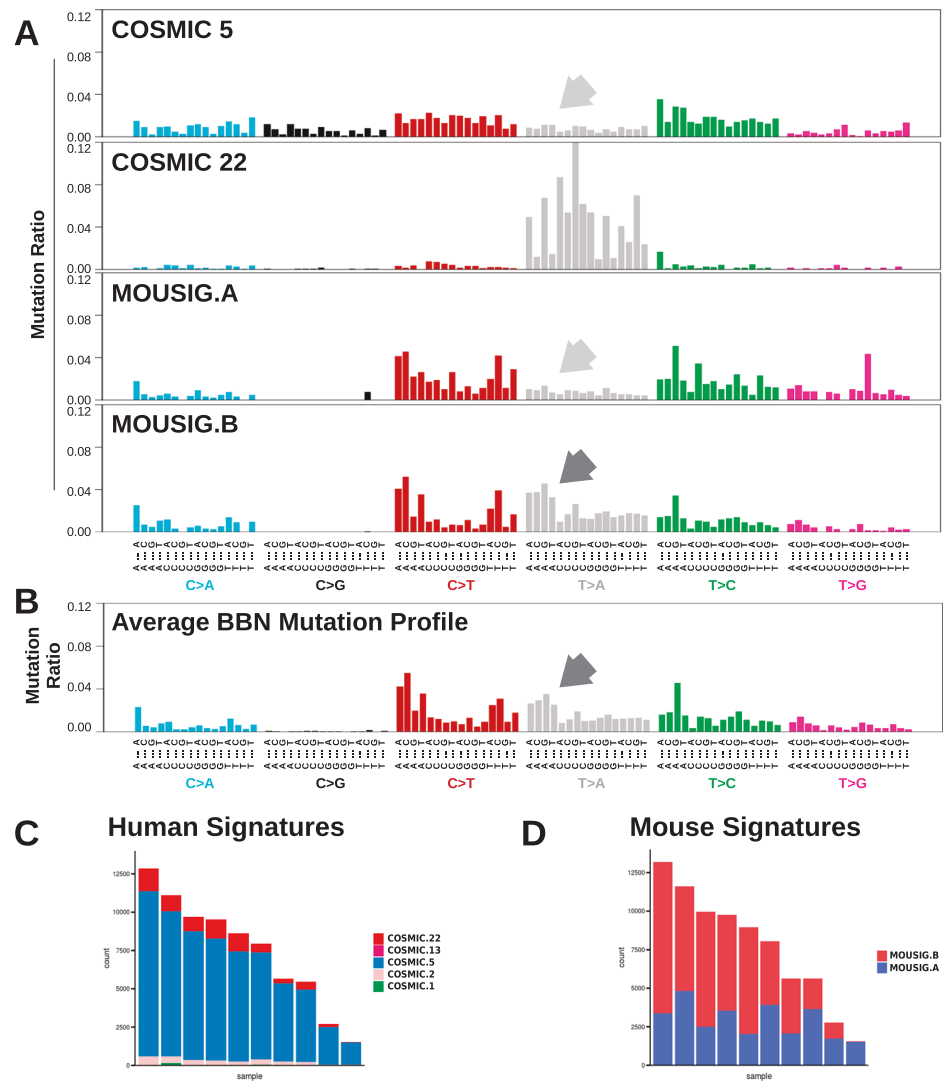 A
0.12
COSMIC 5
0.08
0.04
0.00
0.12
COSMIC 22
0.08
0.04
0.00
0.12
MOUSIG.A
0.08
0.04
0.00
0.12
MOUSIG.B
0.08
0.04
0.00
Mutation Ratio
C>A C>G C>T T>A T>C T>G
B
0.12
Average BBN Mutation Profile
0.08
0.04
0.00
Mutation
Ratio
C>A C>G C>T T>A T>C T>G
C
Human Signatures
12500
10000
7500
5000
2500
0
count
sample
COSMIC.22
COSMIC.13
COSMIC.5
COSMIC.2
COSMIC.1
D
Mouse Signatures
12500
10000
7500
5000
2500
0
count
sample
MOUSIG.B
MOUSIG.A